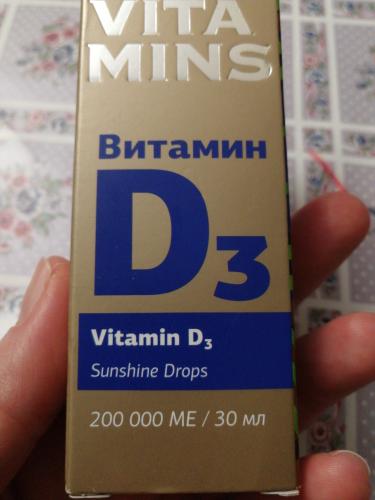 VITA
MINS
Витамин
D3
Vitamin D₃
Sunshine Drops
200 000 МЕ / 30 мл